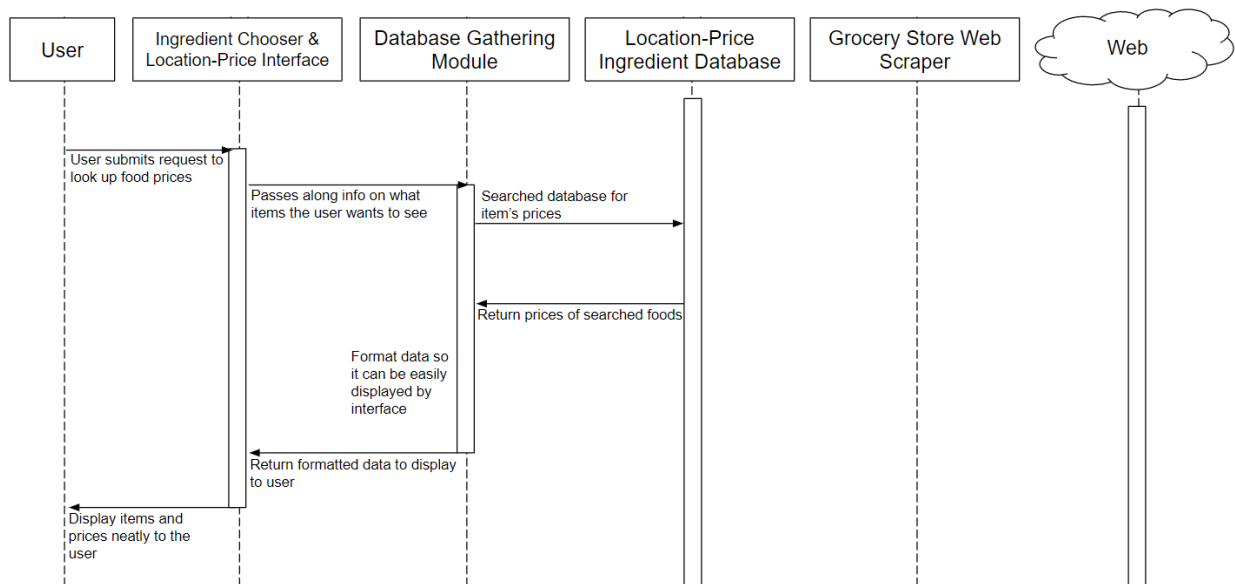 User
Ingredient Chooser &
Location-Price Interface
Database Gathering
Module
Location-Price
Ingredient Database
Grocery Store Web
Scraper
Web
User submits request to
look up food prices
Passes along info on what
items the user wants to see
Searched database for
item's prices
Return prices of searched foods
Format data so
it can be easily
displayed by
interface
Return formatted data to display
to user
Display items and
prices neatly to the
user